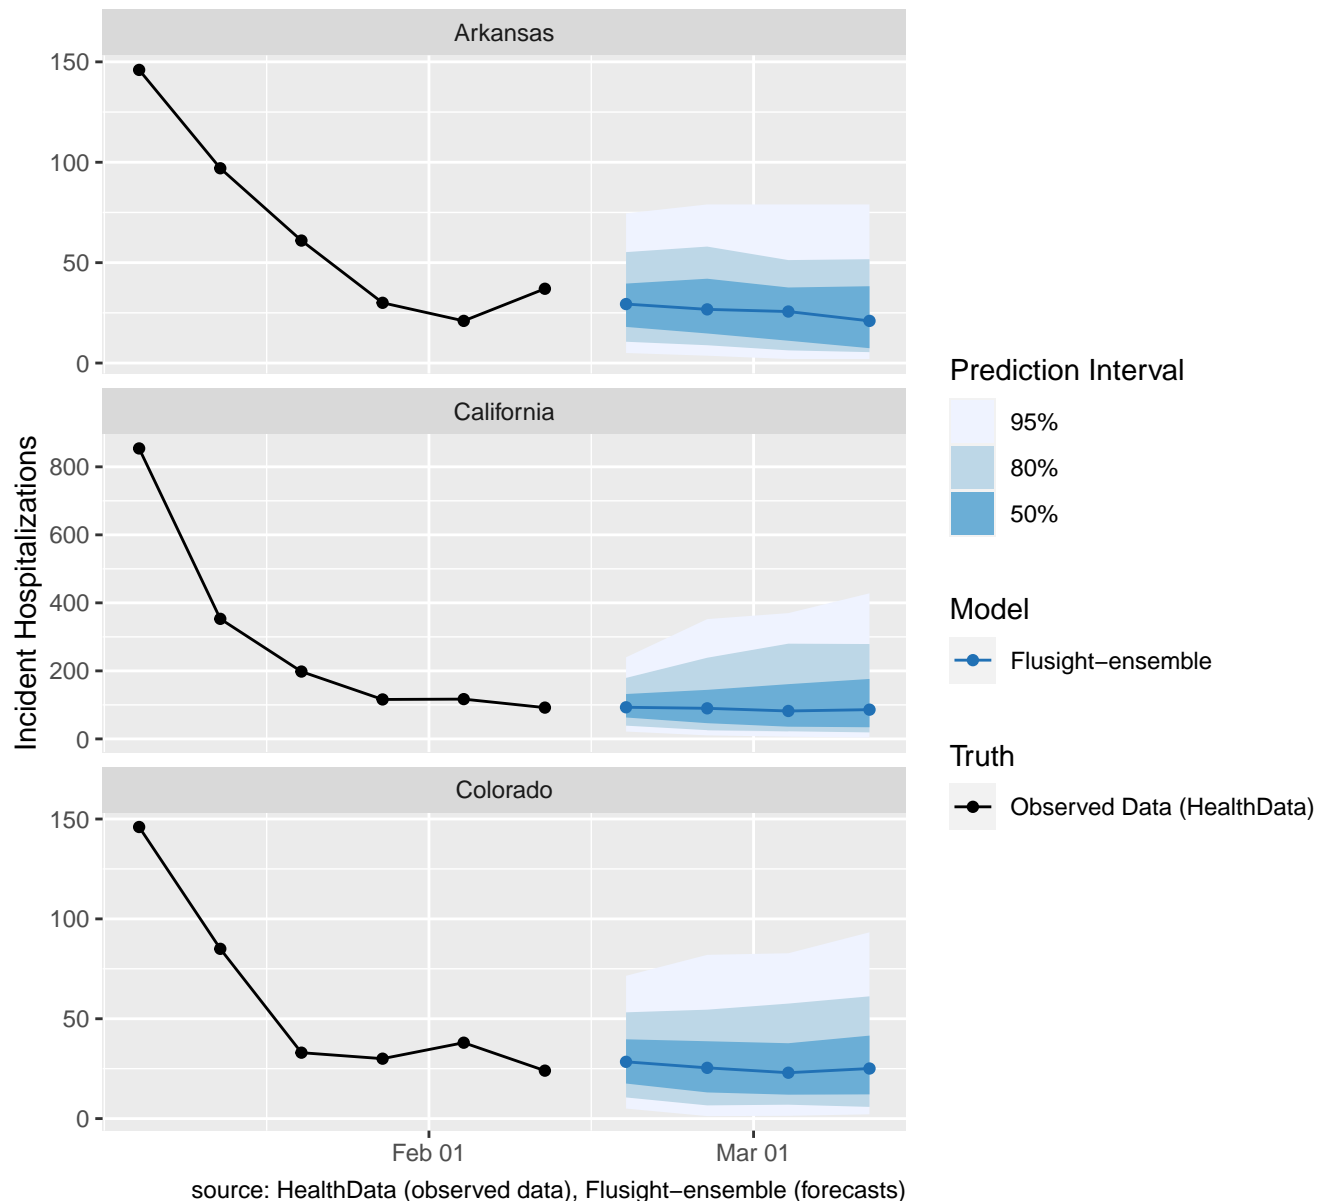 Arkansas
150
100
50
0
California
800
600
400
200
0
Colorado
150
100
50
0
Feb 01
Mar 01
Incident Hospitalizations
source: HealthData (observed data), Flusight−ensemble (forecasts)
Prediction Interval
95%
80%
50%
Model
Flusight−ensemble
Truth
Observed Data (HealthData)